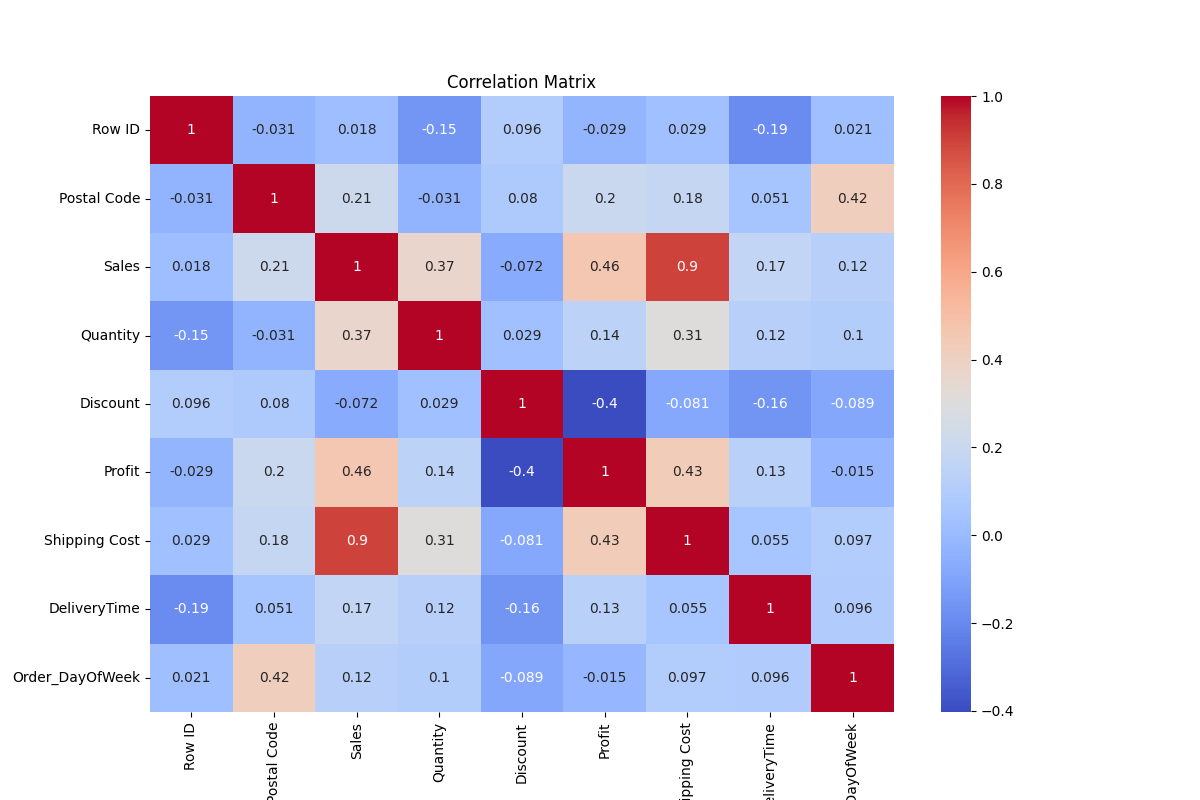 Correlation Matrix
Row ID 1 -0.031 0.018 -0.15 0.096 -0.029 0.029 -0.19 0.021
Postal Code -0.031 1 0.21 -0.031 0.08 0.2 0.18 0.051 0.42
Sales 0.018 0.21 1 0.37 -0.072 0.46 0.9 0.17 0.12
Quantity -0.15 -0.031 0.37 1 0.029 0.14 0.31 0.12 0.1
Discount 0.096 0.08 -0.072 0.029 1 -0.4 -0.081 -0.16 -0.089
Profit -0.029 0.2 0.46 0.14 -0.4 1 0.43 0.13 -0.015
Shipping Cost 0.029 0.18 0.9 0.31 -0.081 0.43 1 0.055 0.097
DeliveryTime -0.19 0.051 0.17 0.12 -0.16 0.13 0.055 1 0.096
Order_DayOfWeek 0.021 0.42 0.12 0.1 -0.089 -0.015 0.097 0.096 1
Row ID
Postal Code
Sales
Quantity
Discount
Profit
ipping Cost
eliveryTime
DayOfWeek
1.0
0.8
0.6
0.4
0.2
0.0
−0.2
−0.4